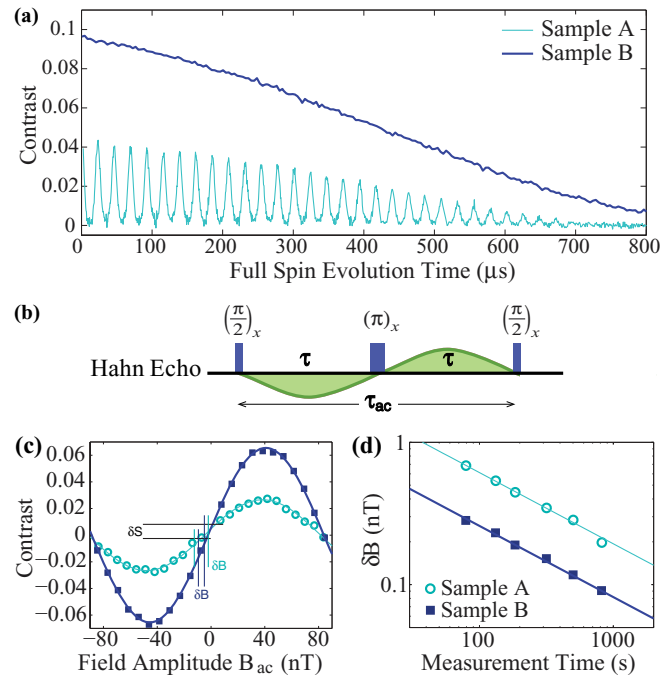 (a)
0.1
0.08
0.06
0.04
0.02
0
Contrast
Sample A
Sample B
0 100 200 300 400 500 600 700 800
Full Spin Evolution Time (μs)
(b)
(π/2)x (π)x (π/2)x
Hahn Echo
τ τ
τac
(c)
0.06
0.04
0.02
0
−0.02
−0.04
−0.06
Contrast
δS
δB
δB
−80 −40 0 40 80
Field Amplitude Bac (nT)
(d)
1
0.1
δB (nT)
Sample A
Sample B
100 1000
Measurement Time (s)